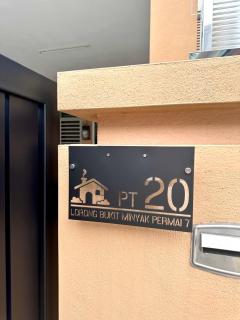 PT 20
LORONG BUKIT MINYAK PERMAI 7